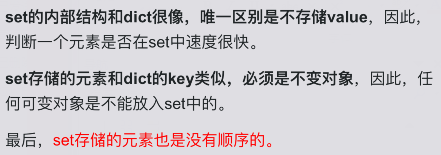 set的内部结构和dict很像，唯一区别是不存储value，因此，
判断一个元素是否在set中速度很快。
set存储的元素和dict的key类似，必须是不变对象，因此，任
何可变对象是不能放入set中的。
最后，set存储的元素也是没有顺序的。